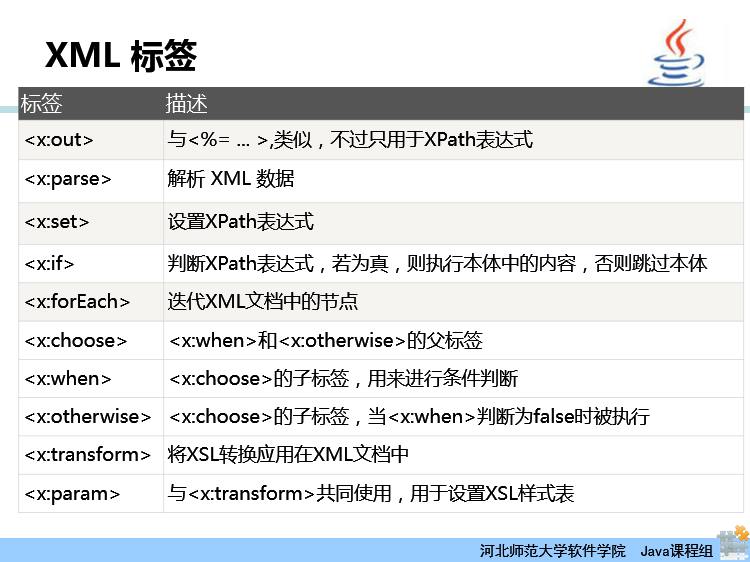 XML 标签
标签 描述
<x:out> 与<%= ... >,类似，不过只用于XPath表达式
<x:parse> 解析 XML 数据
<x:set> 设置XPath表达式
<x:if> 判断XPath表达式，若为真，则执行本体中的内容，否则跳过本体
<x:forEach> 迭代XML文档中的节点
<x:choose> <x:when>和<x:otherwise>的父标签
<x:when> <x:choose>的子标签，用来进行条件判断
<x:otherwise> <x:choose>的子标签，当<x:when>判断为false时被执行
<x:transform> 将XSL转换应用在XML文档中
<x:param> 与<x:transform>共同使用，用于设置XSL样式表
河北师范大学软件学院 Java课程组